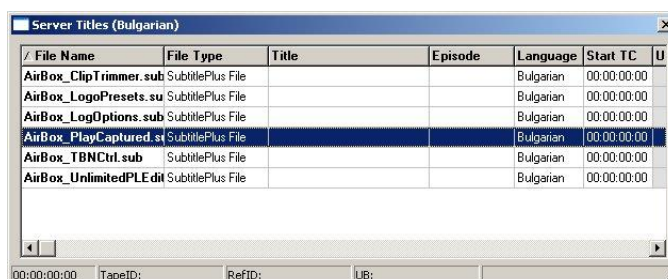 Server Titles (Bulgarian)
File Name File Type Title Episode Language Start TC U
AirBox_ClipTrimmer.sub SubtitlePlus File Bulgarian 00:00:00:00
AirBox_LogoPresets.su SubtitlePlus File Bulgarian 00:00:00:00
AirBox_LogOptions.sub SubtitlePlus File Bulgarian 00:00:00:00
AirBox_PlayCaptured.su SubtitlePlus File Bulgarian 00:00:00:00
AirBox_TBNCtrl.sub SubtitlePlus File Bulgarian 00:00:00:00
AirBox_UnlimitedPLEdit SubtitlePlus File Bulgarian 00:00:00:00
00:00:00:00 TapeID: RefID: UB: